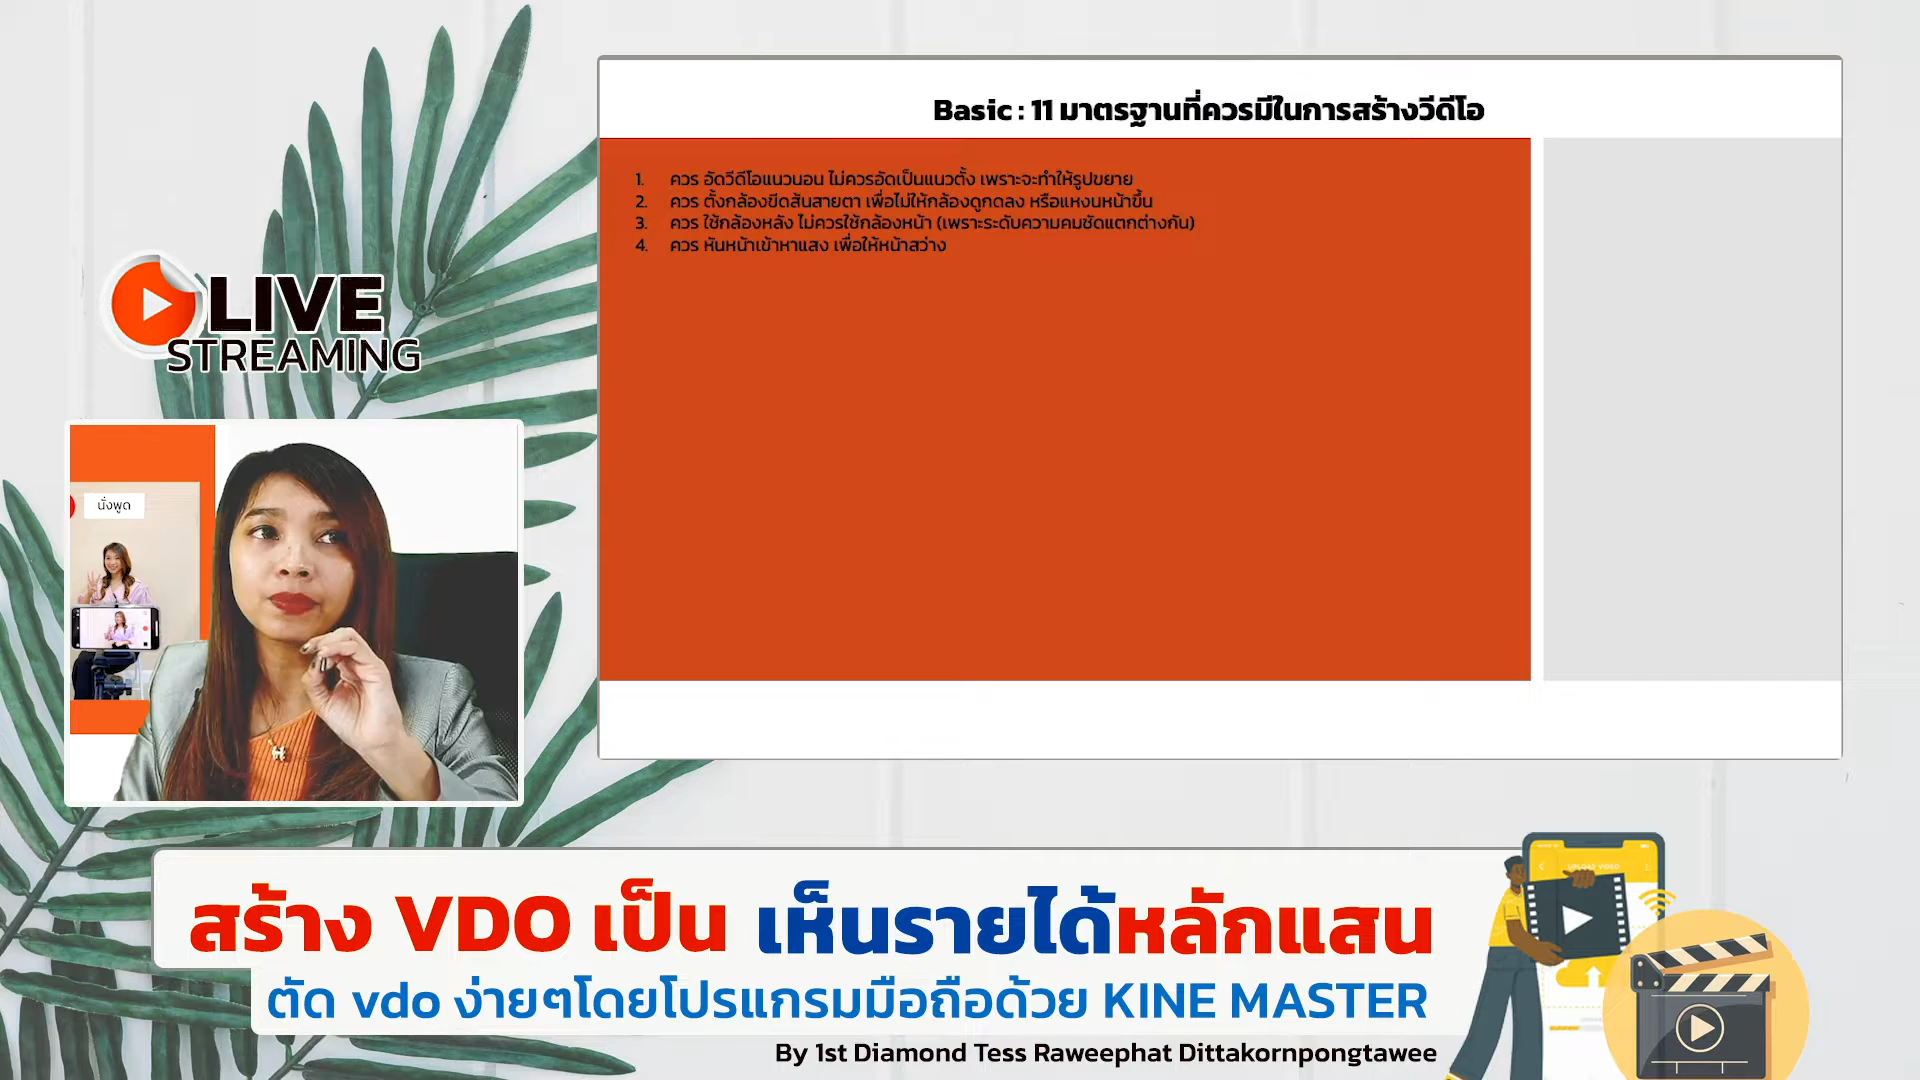 Basic : 11 มาตรฐานที่ควรมีในการสร้างวีดีโอ
1. ควร อัดวีดีโอแนวนอน ไม่ควรอัดเป็นแนวตั้ง เพราะจะทำให้รูปขยาย
2. ควร ตั้งกล้องขีดเส้นสายตา เพื่อไม่ให้กล้องดูกดลง หรือแหงนหน้าขึ้น
3. ควร ใช้กล้องหลัง ไม่ควรใช้กล้องหน้า (เพราะระดับความคมชัดแตกต่างกัน)
4. ควร หันหน้าเข้าหาแสง เพื่อให้หน้าสว่าง
LIVE
STREAMING
นั่งพูด
สร้าง VDO เป็น เห็นรายได้หลักแสน
ตัด vdo ง่ายๆโดยโปรแกรมมือถือด้วย KINE MASTER
By 1st Diamond Tess Raweephat Dittakornpongtawee
UPLOAD VIDEO